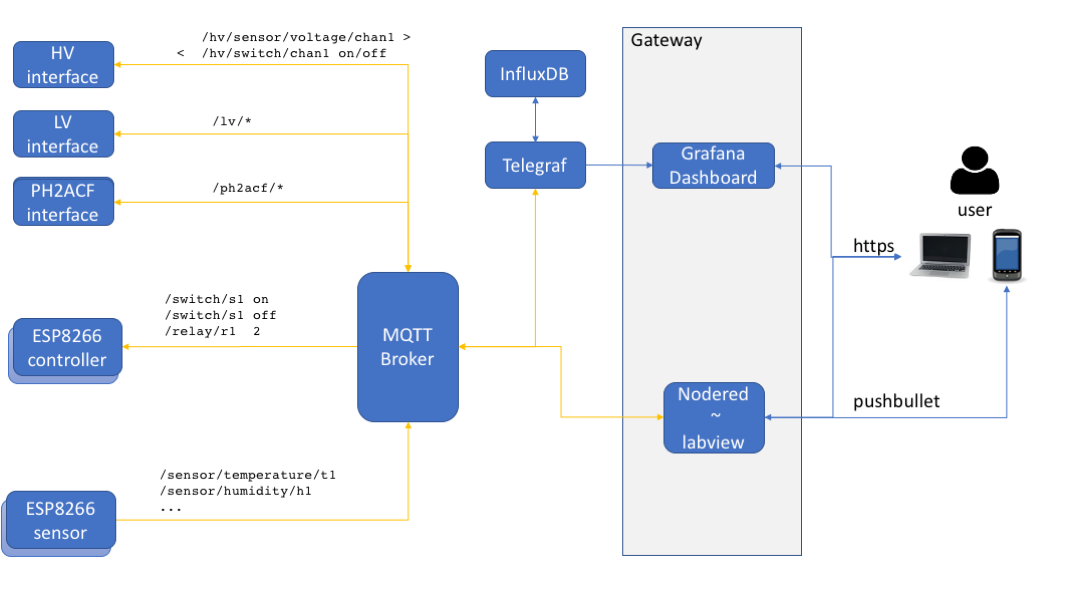 /hv/sensor/voltage/chan1 >
< /hv/switch/chan1 on/off
HV
interface
/lv/*
LV
interface
/ph2acf/*
PH2ACF
interface
/switch/s1 on
/switch/s1 off
/relay/r1 2
ESP8266
controller
/sensor/temperature/t1
/sensor/humidity/h1
...
ESP8266
sensor
MQTT
Broker
InfluxDB
Telegraf
Gateway
Grafana
Dashboard
Nodered
~
labview
user
https
pushbullet